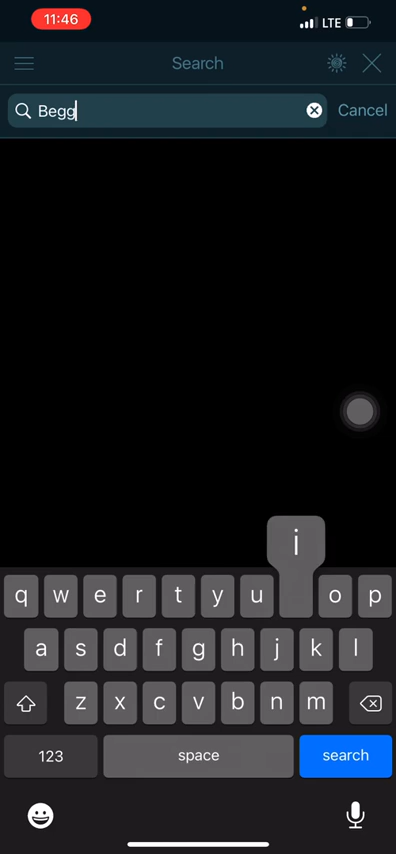 11:46
LTE
Search
Begg
Cancel
i
q w e r t y u o p
a s d f g h j k l
z x c v b n m
123 space search